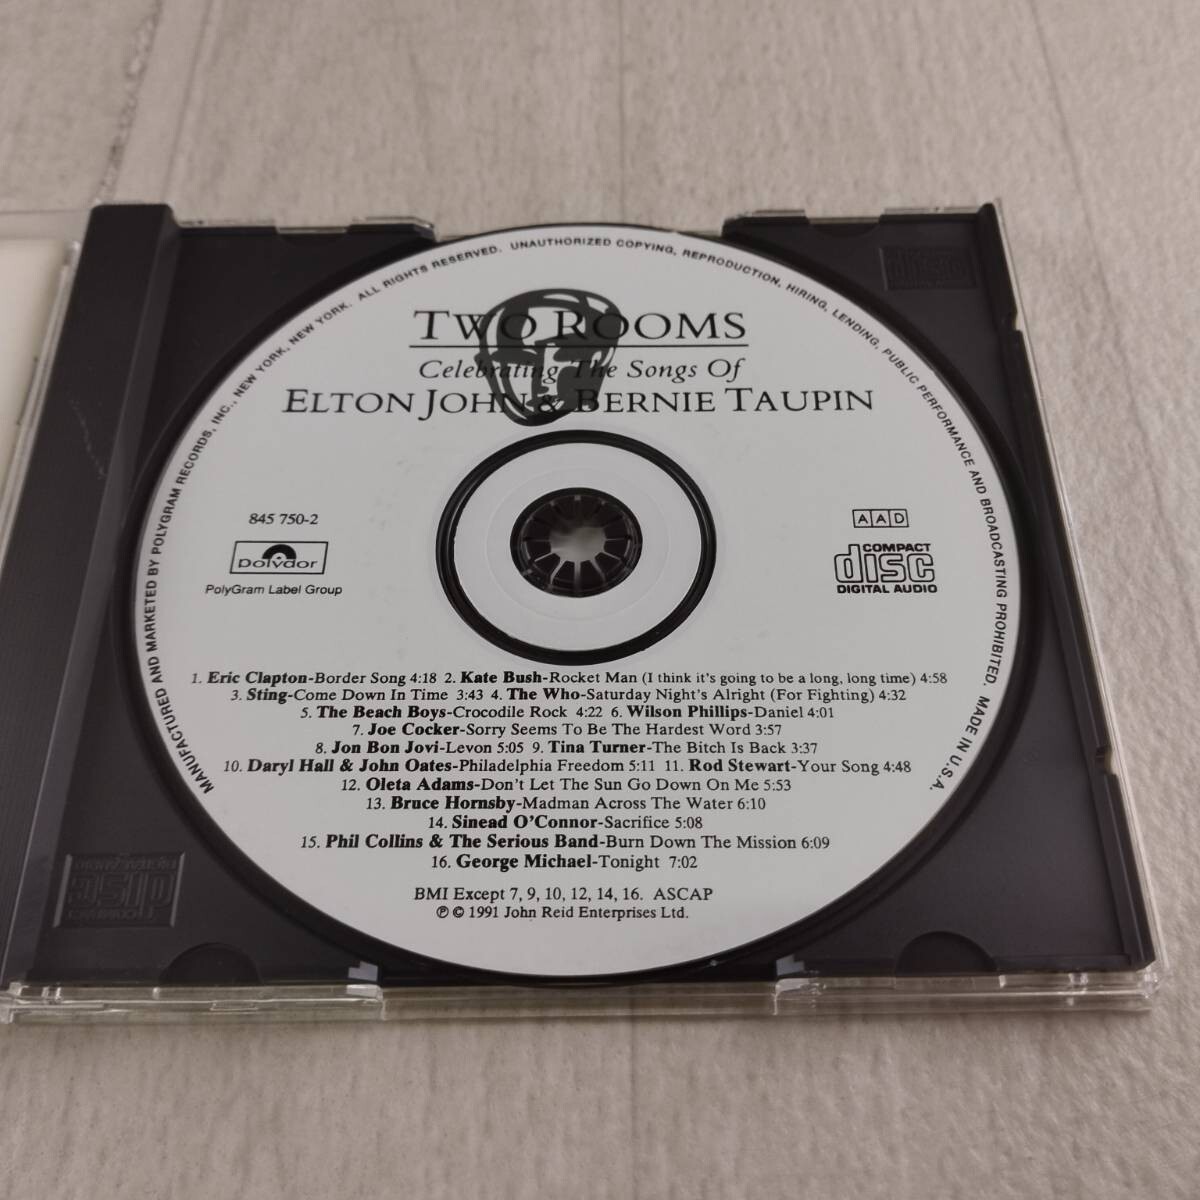 MANUFACTURED AND MARKETED BY POLYGRAM RECORDS, INC., NEW YORK, NEW YORK. ALL RIGHTS RESERVED. UNAUTHORIZED COPYING, REPRODUCTION, HIRING, LENDING, PUBLIC PERFORMANCE AND BROADCASTING PROHIBITED. MADE IN U.S.A.
TWO ROOMS
Celebrating The Songs Of
ELTON JOHN & BERNIE TAUPIN
845 750-2
Polydor
PolyGram Label Group
AAD
COMPACT
disc
DIGITAL AUDIO
1. Eric Clapton-Border Song 4:18 2. Kate Bush-Rocket Man (I think it's going to be a long, long time) 4:58
3. Sting-Come Down In Time 3:43 4. The Who-Saturday Night's Alright (For Fighting) 4:32
5. The Beach Boys-Crocodile Rock 4:22 6. Wilson Phillips-Daniel 4:01
7. Joe Cocker-Sorry Seems To Be The Hardest Word 3:57
8. Jon Bon Jovi-Levon 5:05 9. Tina Turner-The Bitch Is Back 3:37
10. Daryl Hall & John Oates-Philadelphia Freedom 5:11 11. Rod Stewart-Your Song 4:48
12. Oleta Adams-Don't Let The Sun Go Down On Me 5:53
13. Bruce Hornsby-Madman Across The Water 6:10
14. Sinead O'Connor-Sacrifice 5:08
15. Phil Collins & The Serious Band-Burn Down The Mission 6:09
16. George Michael-Tonight 7:02
BMI Except 7, 9, 10, 12, 14, 16. ASCAP
℗ © 1991 John Reid Enterprises Ltd.
COMPACT
disc
DIGITAL AUDIO
disc